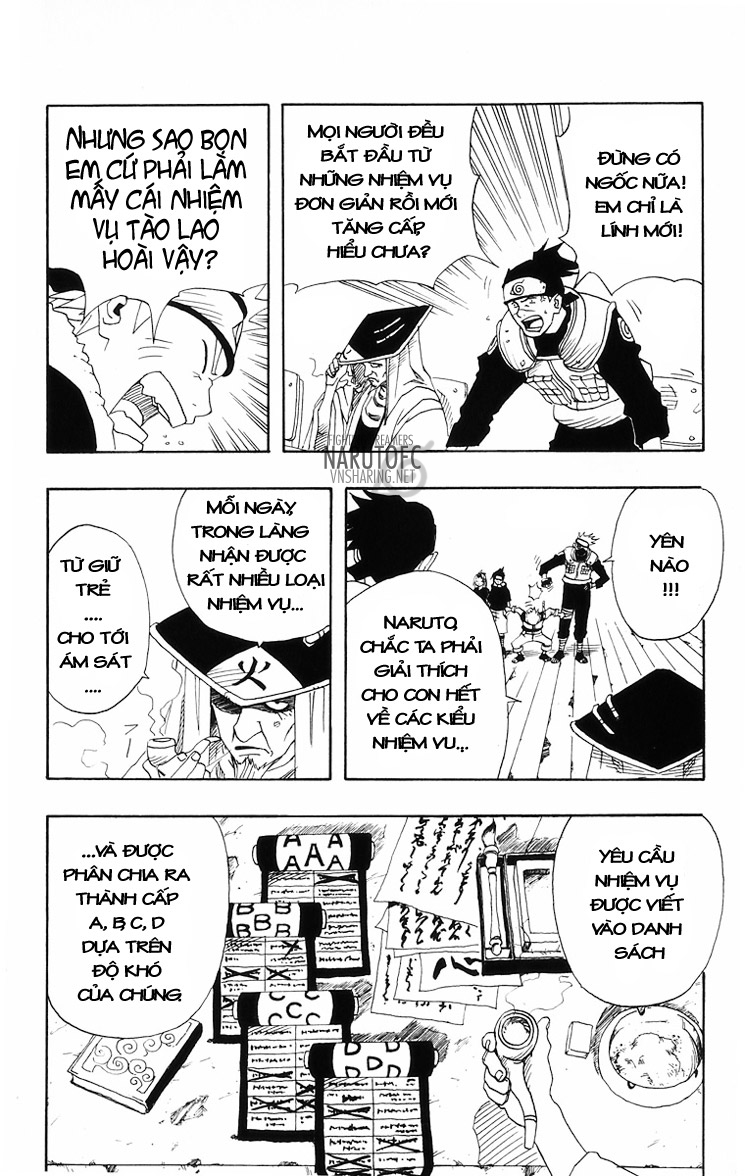 ĐỪNG CÓ
NGỐC NỮA!
EM CHỈ LÀ
LÍNH MỚI!
MỌI NGƯỜI ĐỀU
BẮT ĐẦU TỪ
NHỮNG NHIỆM VỤ
ĐƠN GIẢN RỒI MỚI
TĂNG CẤP,
HIỂU CHƯA?
NHƯNG SAO BỌN
EM CỨ PHẢI LÀM
MẤY CÁI NHIỆM
VỤ TÀO LAO
HOÀI VẬY?
NARUTOFC
VNSHARING.NET
YÊN
NÀO
!!!
NARUTO,
CHẮC TA PHẢI
GIẢI THÍCH
CHO CON HẾT
VỀ CÁC KIỂU
NHIỆM VỤ...
MỖI NGÀY,
TRONG LÀNG
NHẬN ĐƯỢC
RẤT NHIỀU LOẠI
NHIỆM VỤ...
火
TỪ GIỮ
TRẺ
....
CHO TỚI
ÁM SÁT
....
YÊU CẦU
NHIỆM VỤ
ĐƯỢC VIẾT
VÀO DANH
SÁCH
...VÀ ĐƯỢC
PHÂN CHIA RA
THÀNH CẤP
A, B, C, D
DỰA TRÊN
ĐỘ KHÓ
CỦA CHÚNG.
A A A A A
B B B B B
C C C
D D D